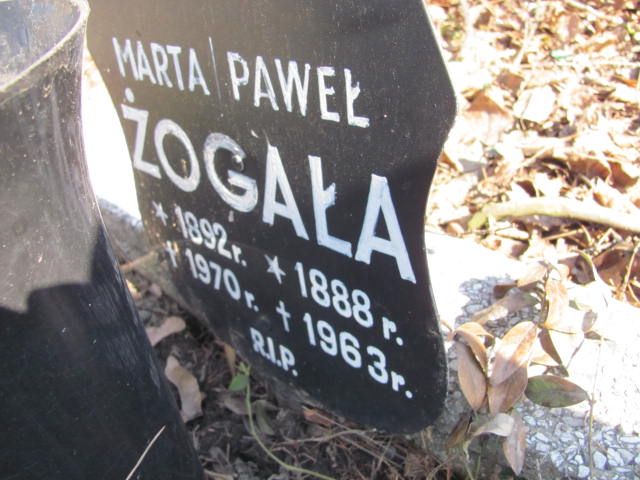 MARTA | PAWEŁ
ŻOGAŁA
* 1892 r. * 1888 r.
† 1970 r. † 1963 r.
R.I.P.